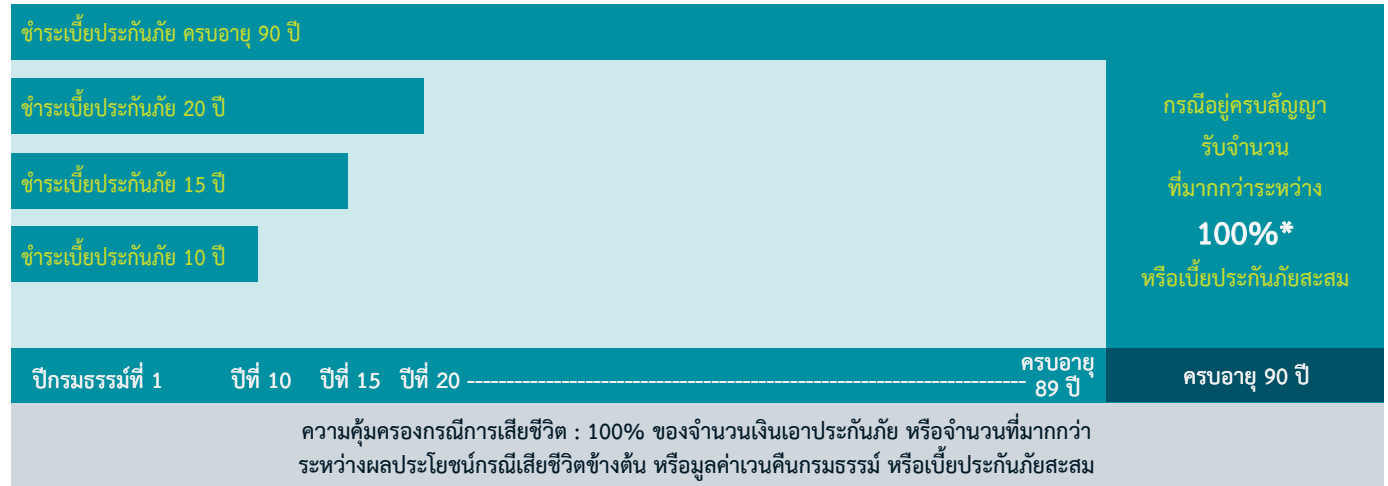 ชำระเบี้ยประกันภัย ครบอายุ 90 ปี
ชำระเบี้ยประกันภัย 20 ปี
ชำระเบี้ยประกันภัย 15 ปี
ชำระเบี้ยประกันภัย 10 ปี
กรณีอยู่ครบสัญญา
รับจำนวน
ที่มากกว่าระหว่าง
100%*
หรือเบี้ยประกันภัยสะสม
ปีกรมธรรม์ที่ 1 ปีที่ 10 ปีที่ 15 ปีที่ 20 ครบอายุ
89 ปี
ครบอายุ 90 ปี
ความคุ้มครองกรณีการเสียชีวิต : 100% ของจำนวนเงินเอาประกันภัย หรือจำนวนที่มากกว่า
ระหว่างผลประโยชน์กรณีเสียชีวิตข้างต้น หรือมูลค่าเวนคืนกรมธรรม์ หรือเบี้ยประกันภัยสะสม